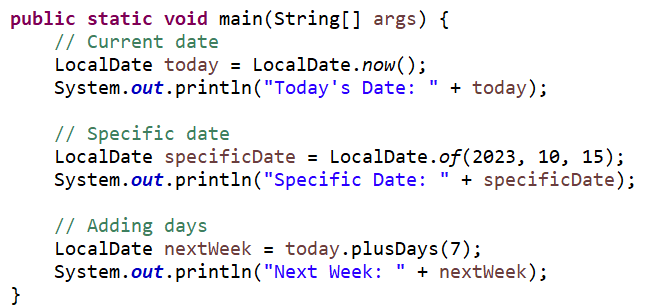 public static void main(String[] args) {
    // Current date
    LocalDate today = LocalDate.now();
    System.out.println("Today's Date: " + today);

    // Specific date
    LocalDate specificDate = LocalDate.of(2023, 10, 15);
    System.out.println("Specific Date: " + specificDate);

    // Adding days
    LocalDate nextWeek = today.plusDays(7);
    System.out.println("Next Week: " + nextWeek);
}